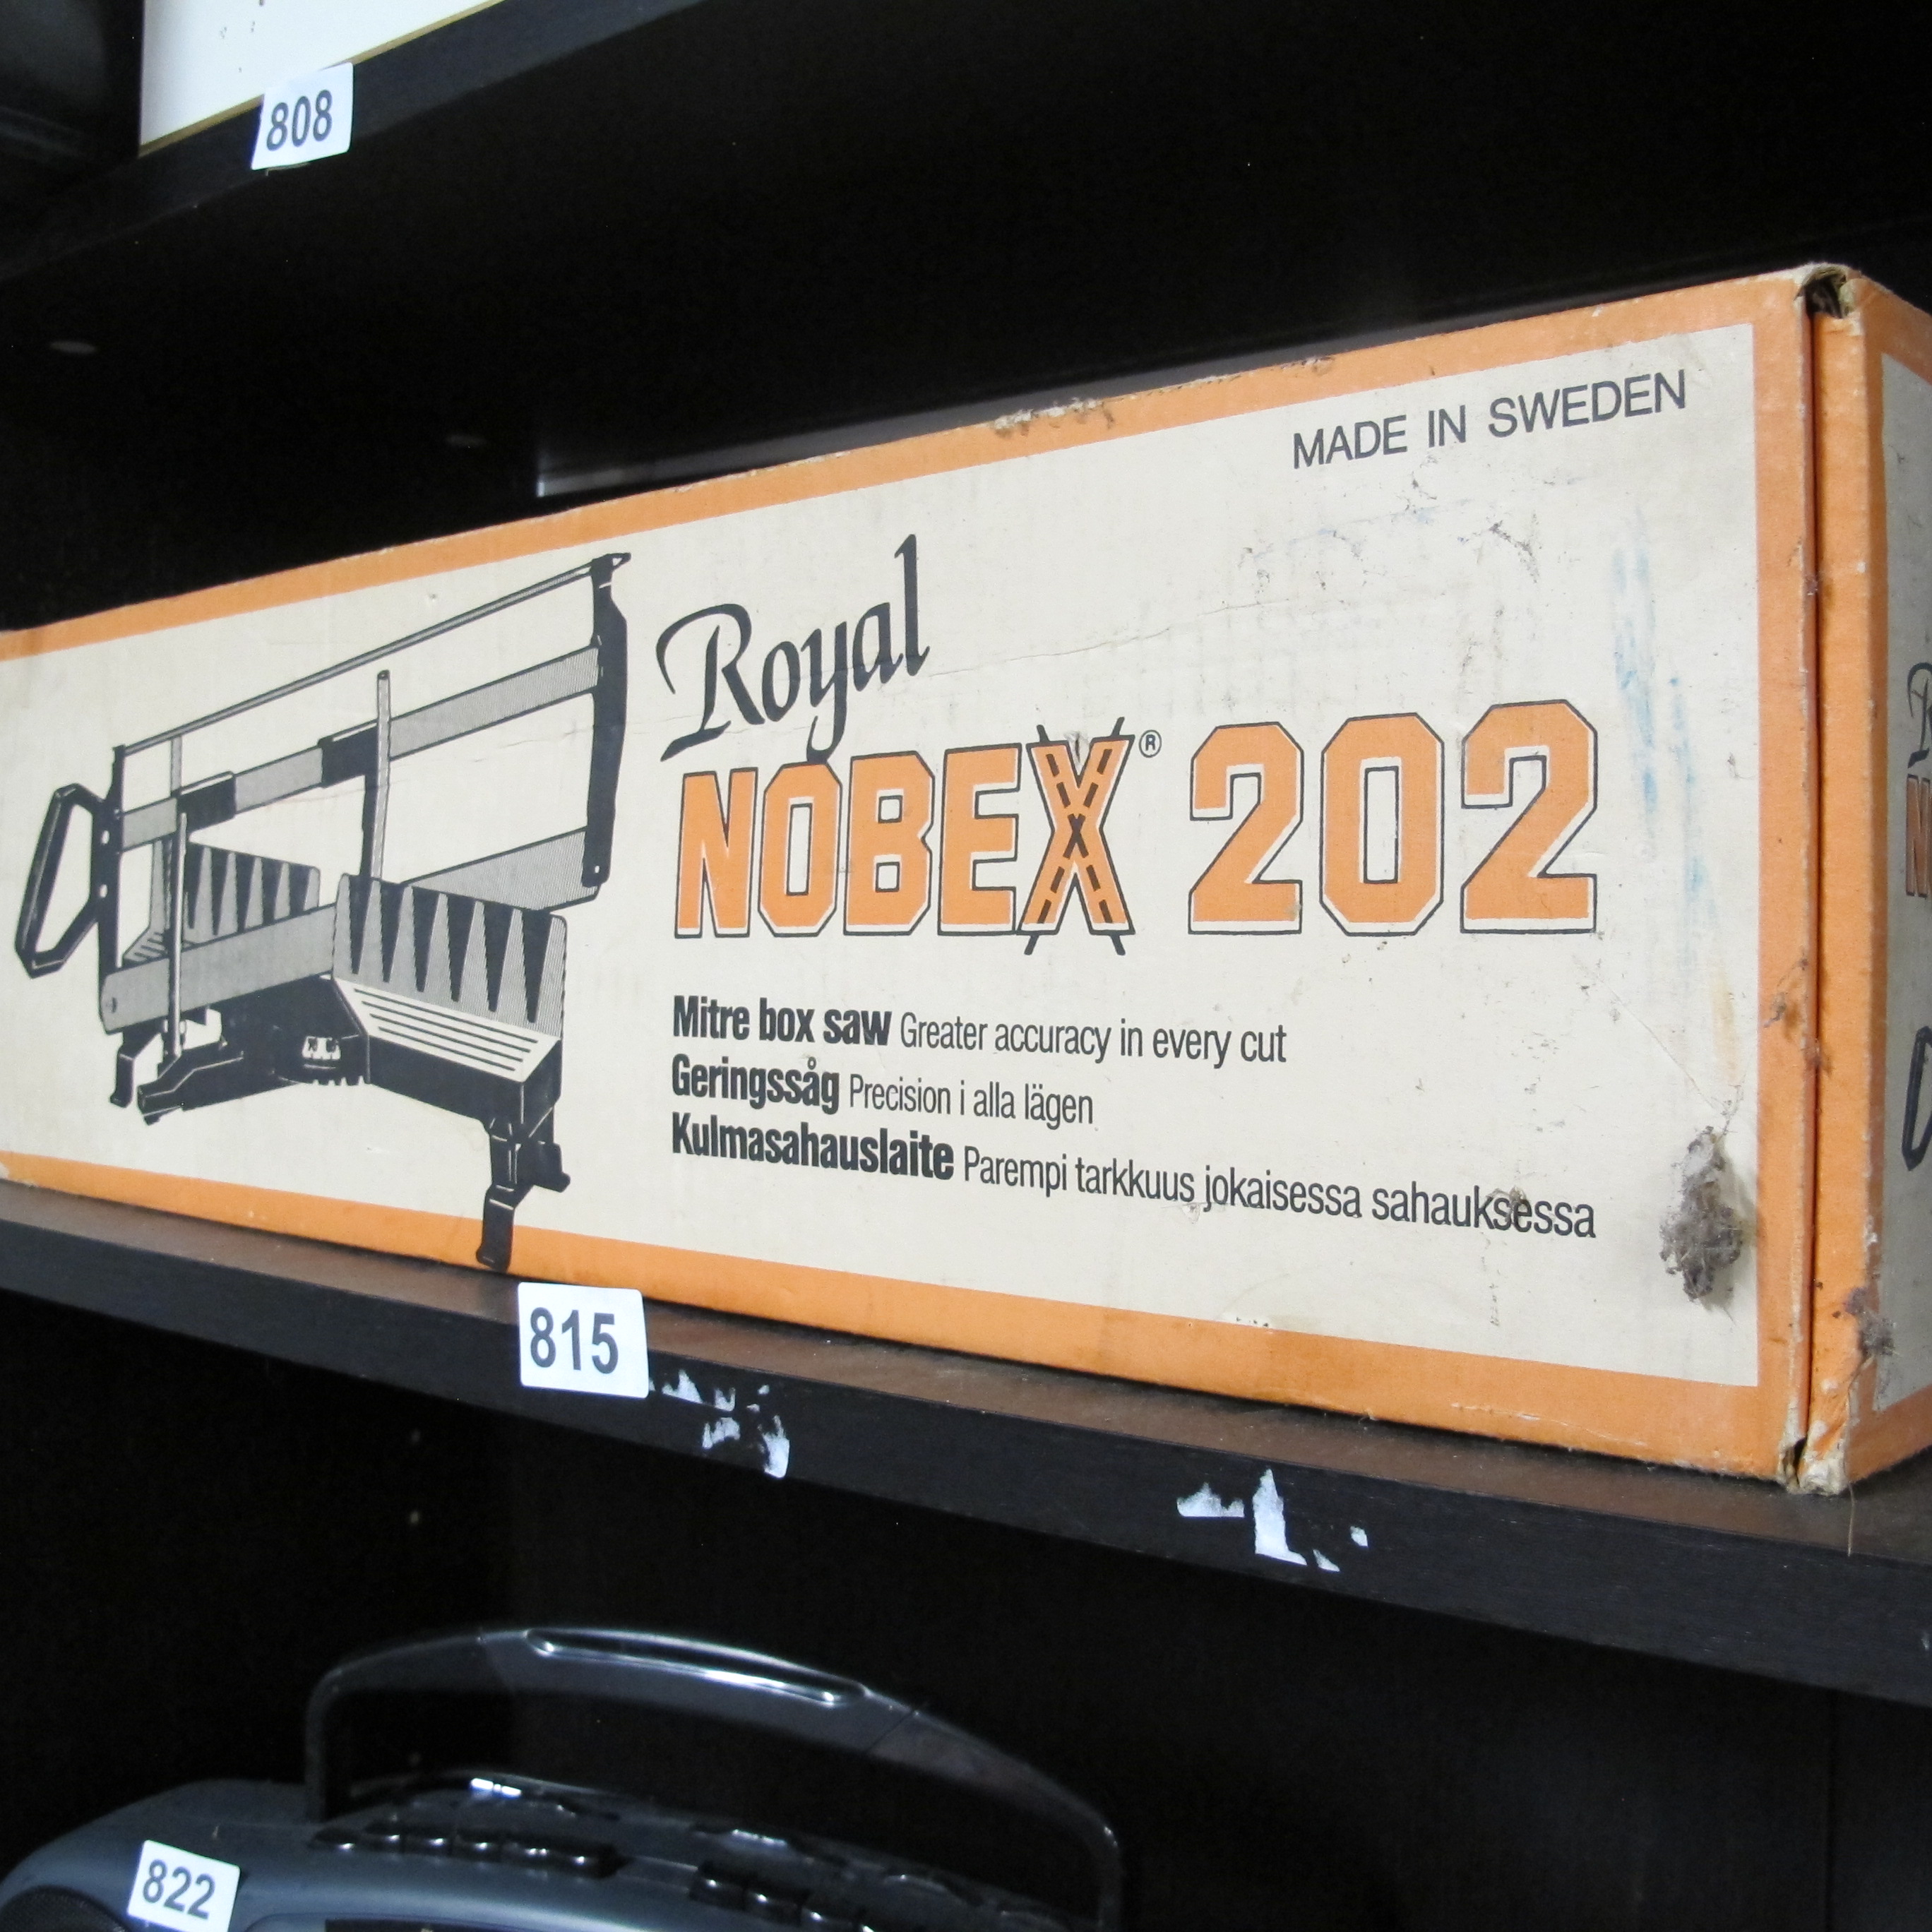 808
MADE IN SWEDEN
Royal
NOBEX® 202
Mitre box saw Greater accuracy in every cut
Geringssåg Precision i alla lägen
Kulmasahauslaite Parempi tarkkuus jokaisessa sahauksessa
815
822